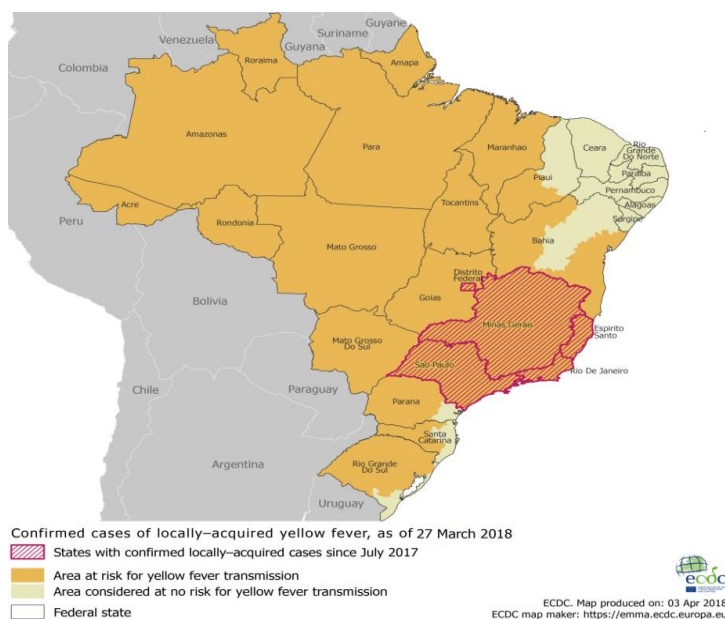 Guyane
Suriname
Venezuela
Guyana
Colombia
Roraima
Amapa
Amazonas
Para
Maranhao
Ceara
Rio
Grande
Do Norte
Paraiba
Piaui
Pernambuco
Alagoas
Sergipe
Acre
Tocantins
Rondonia
Peru
Bahia
Mato Grosso
Distrito
Federal
Goias
Bolivia
Minas Gerais
Espirito
Santo
Mato Grosso
Do Sul
Sao Paulo
Rio De Janeiro
Chile
Paraguay
Parana
Santa
Catarina
Argentina
Rio Grande
Do Sul
Uruguay
Confirmed cases of locally-acquired yellow fever, as of 27 March 2018
States with confirmed locally-acquired cases since July 2017
Area at risk for yellow fever transmission
Area considered at no risk for yellow fever transmission
Federal state
ecdc
ECDC. Map produced on: 03 Apr 2018
ECDC map maker: https://emma.ecdc.europa.eu